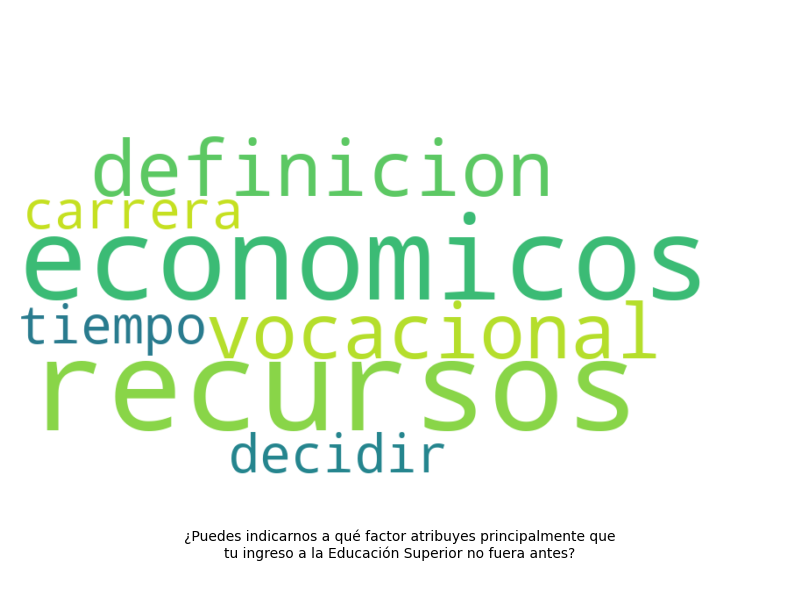 definicion
carrera
economicos
tiempo
vocacional
recursos
decidir
¿Puedes indicarnos a qué factor atribuyes principalmente que
tu ingreso a la Educación Superior no fuera antes?